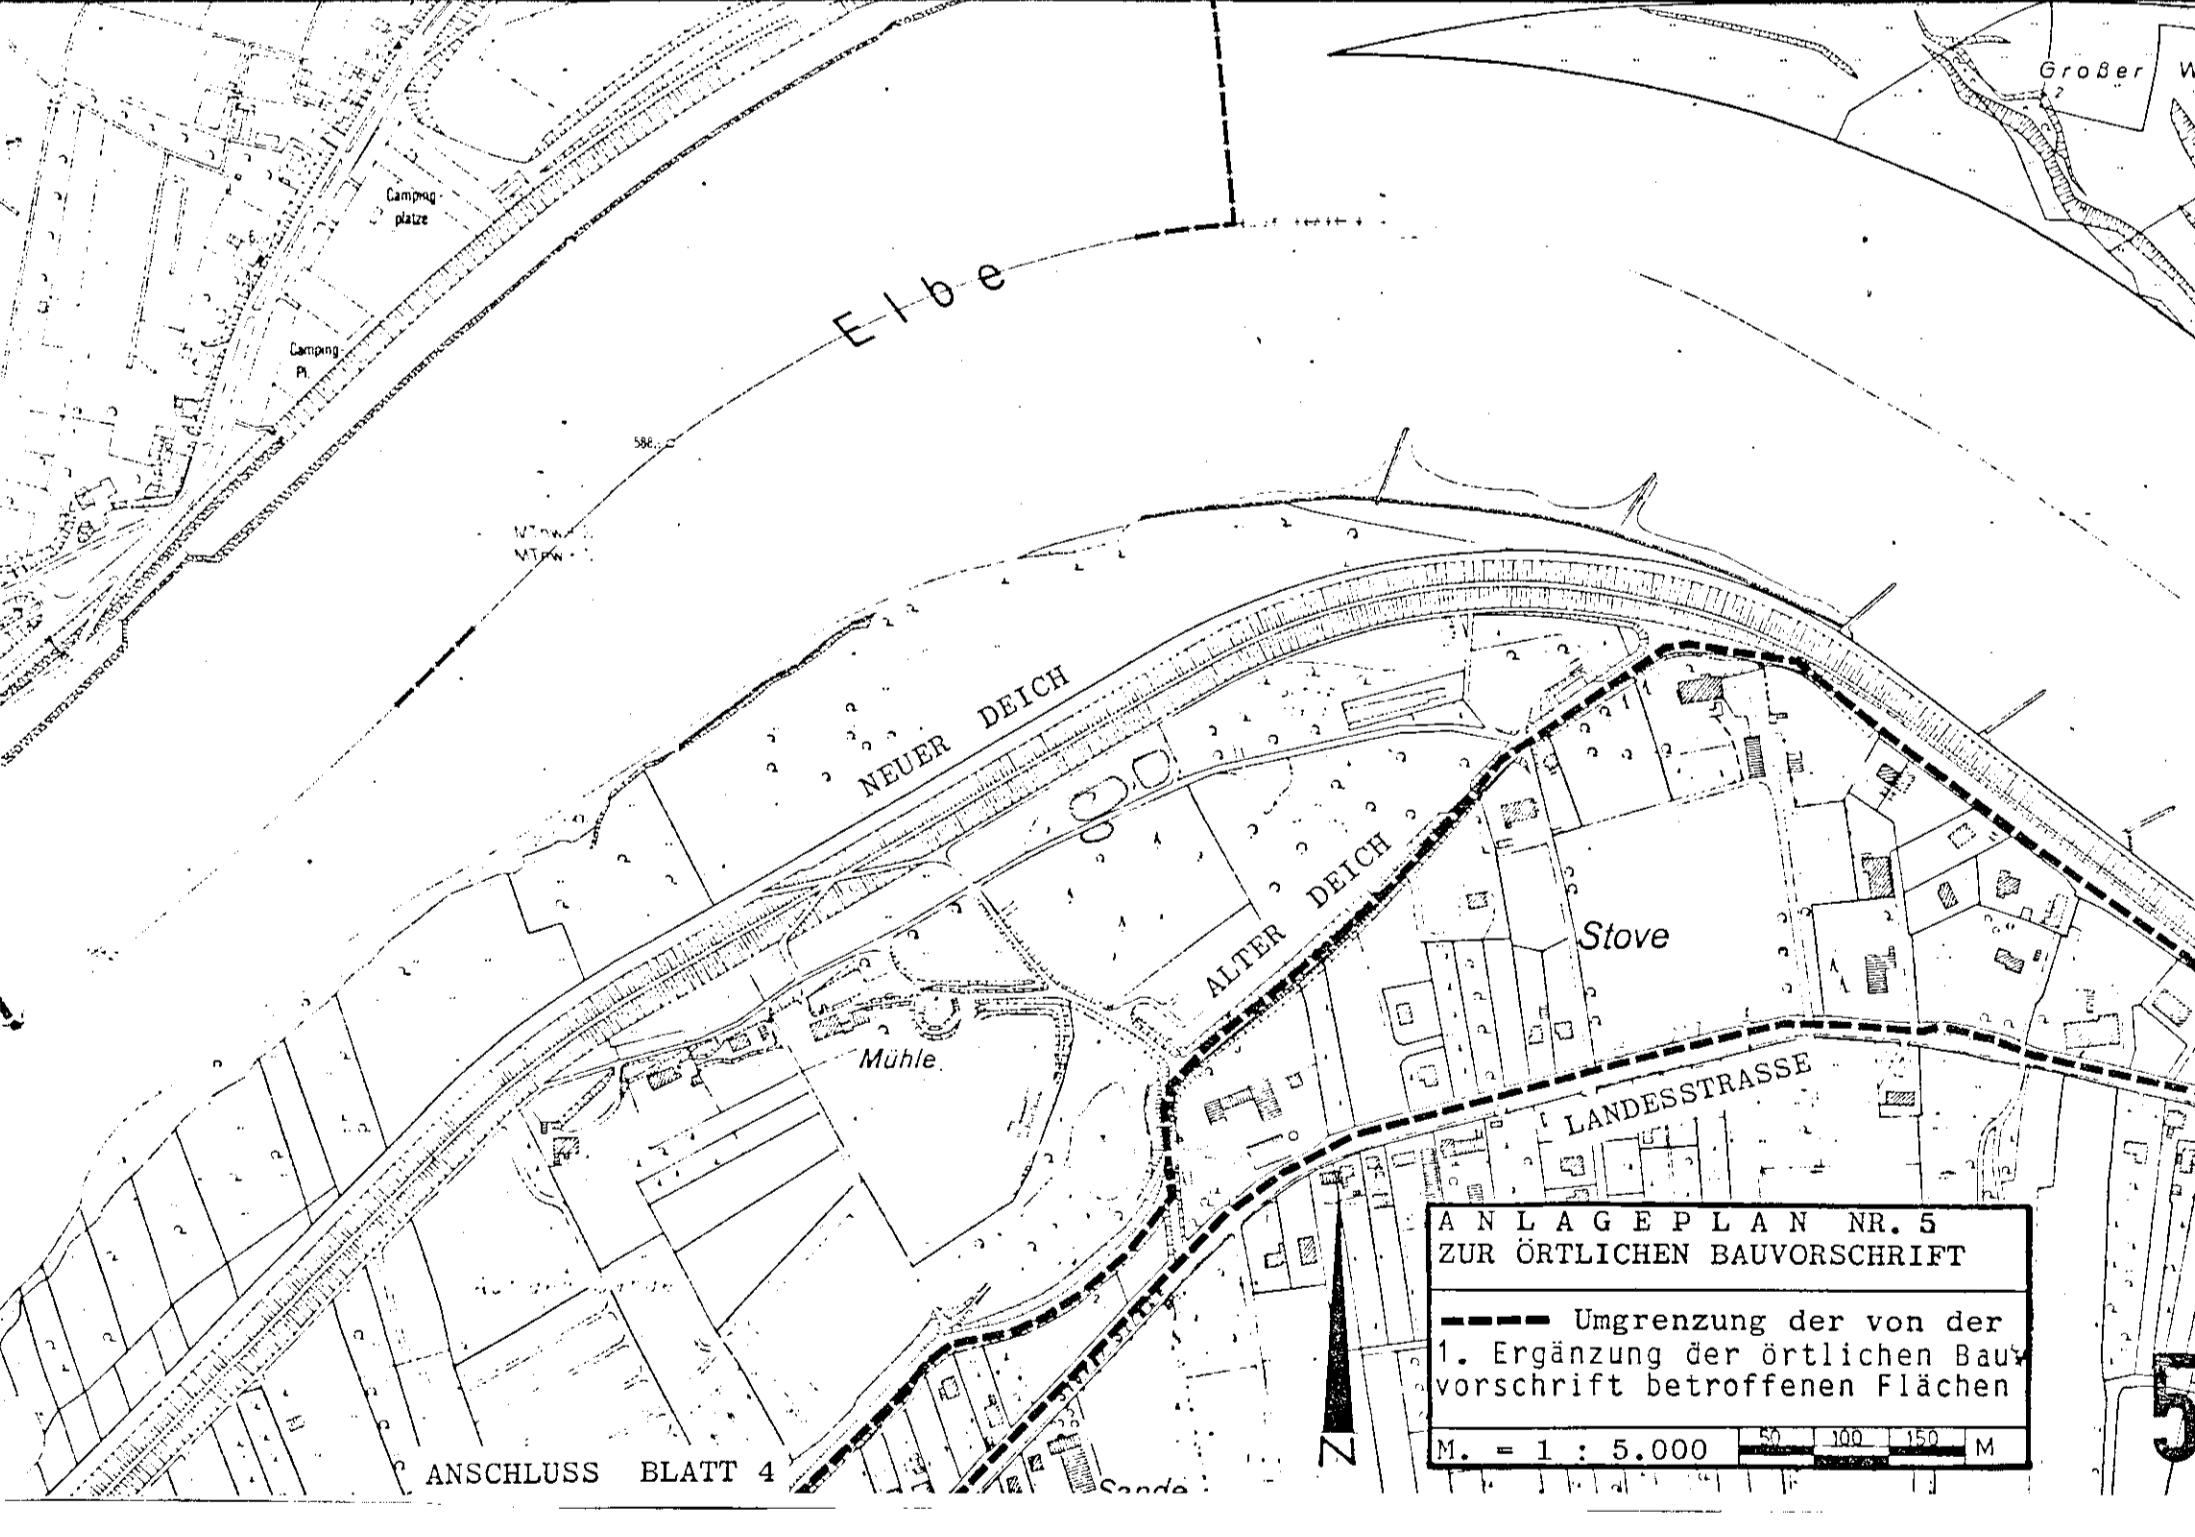 Großer
Camping-
plätze
Camping-
Pl.
Elbe
588
NEUER DEICH
ALTER DEICH
Stove
Mühle
LANDESSTRASSE
ANLAGEPLAN NR. 5
ZUR ÖRTLICHEN BAUVORSCHRIFT
Umgrenzung der von der
1. Ergänzung der örtlichen Bau-
vorschrift betroffenen Flächen
M. = 1 : 5.000 50 100 150 M
N
5
ANSCHLUSS BLATT 4